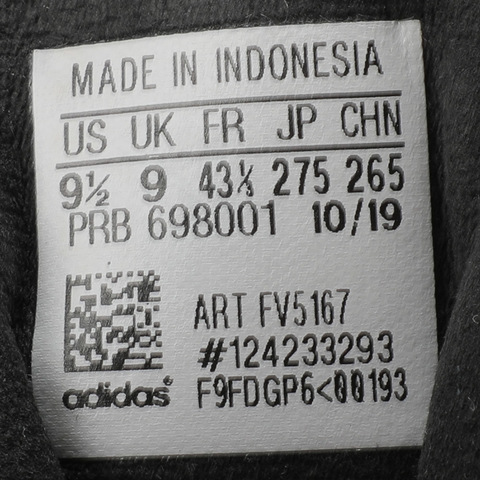 MADE IN INDONESIA
US UK FR JP CHN
9½ 9 43⅓ 275 265
PRB 698001 10/19
ART FV5167
#124233293
adidas F9FDGP6<00193